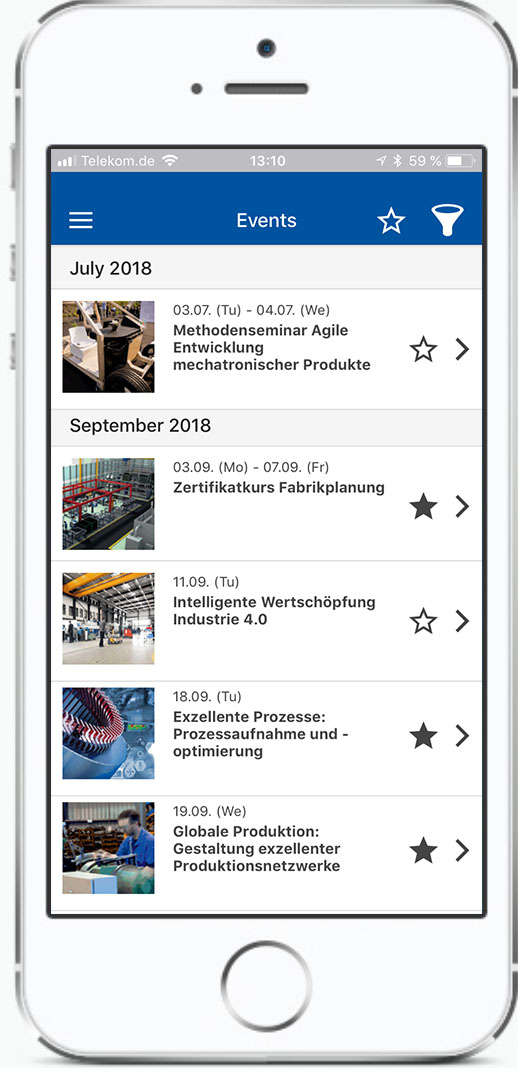 Telekom.de 13:10 59 %
Events
July 2018
03.07. (Tu) - 04.07. (We)
Methodenseminar Agile
Entwicklung
mechatronischer Produkte
September 2018
03.09. (Mo) - 07.09. (Fr)
Zertifikatkurs Fabrikplanung
11.09. (Tu)
Intelligente Wertschöpfung
Industrie 4.0
18.09. (Tu)
Exzellente Prozesse:
Prozessaufnahme und -
optimierung
19.09. (We)
Globale Produktion:
Gestaltung exzellenter
Produktionsnetzwerke